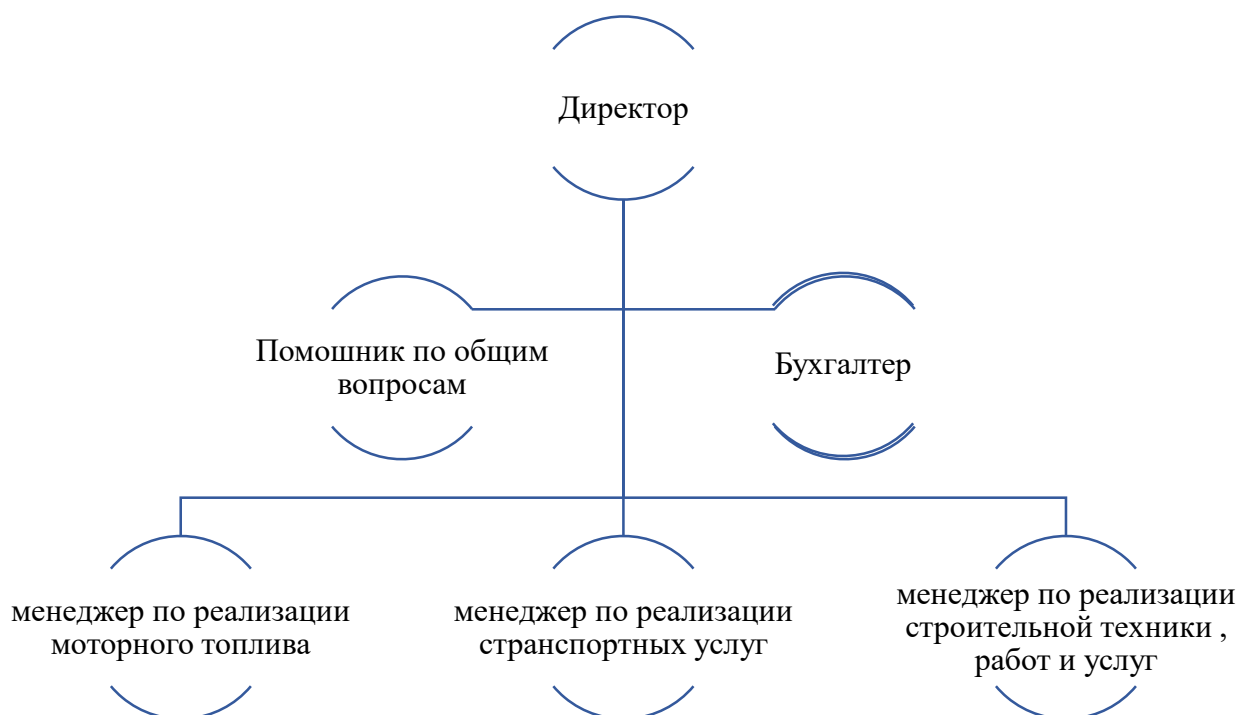 Директор
Помошник по общим
вопросам
Бухгалтер
менеджер по реализации
моторного топлива
менеджер по реализации
странспортных услуг
менеджер по реализации
строительной техники ,
работ и услуг